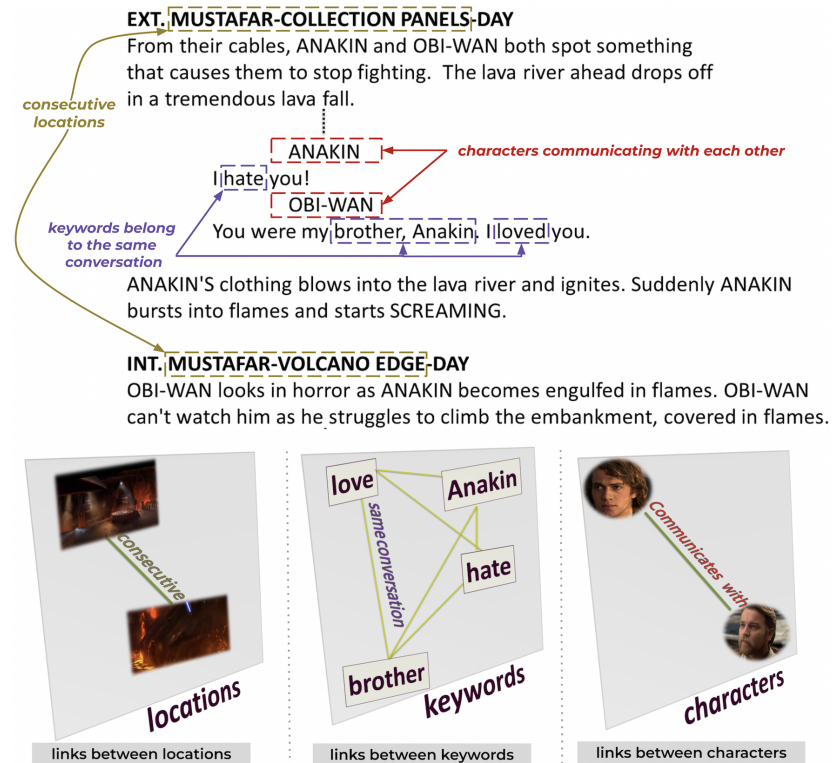 EXT. MUSTAFAR-COLLECTION PANELS-DAY
From their cables, ANAKIN and OBI-WAN both spot something
that causes them to stop fighting.  The lava river ahead drops off
in a tremendous lava fall.
consecutive
locations
ANAKIN
characters communicating with each other
I hate you!
OBI-WAN
keywords belong
to the same
conversation
You were my brother, Anakin. I loved you.
ANAKIN'S clothing blows into the lava river and ignites. Suddenly ANAKIN
bursts into flames and starts SCREAMING.
INT. MUSTAFAR-VOLCANO EDGE-DAY
OBI-WAN looks in horror as ANAKIN becomes engulfed in flames. OBI-WAN
can't watch him as he struggles to climb the embankment, covered in flames.
consecutive
locations
links between locations
love
Anakin
same conversation
hate
brother
keywords
links between keywords
Communicates with
characters
links between characters